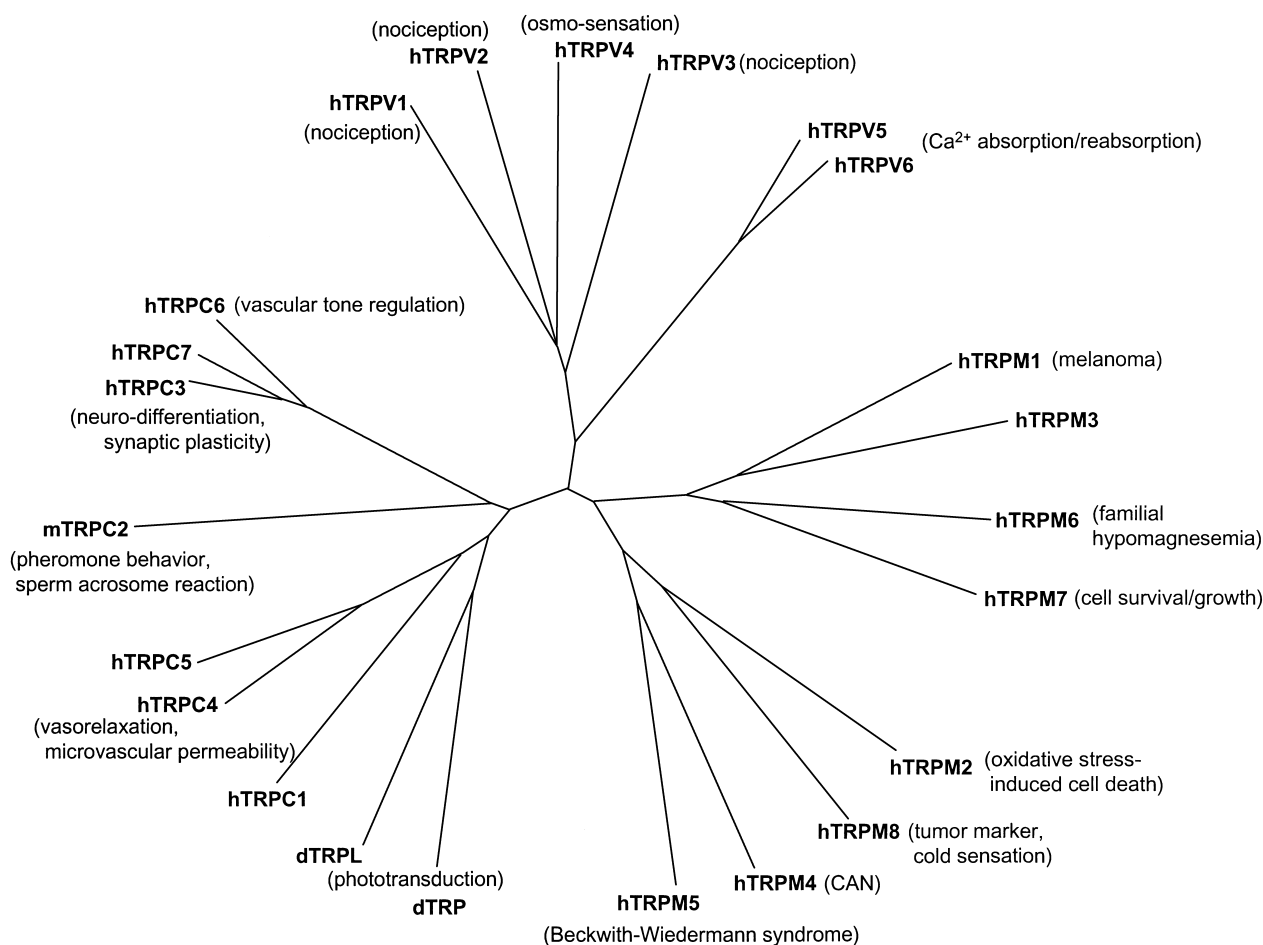 (nociception)
hTRPV2
(osmo-sensation)
hTRPV4
hTRPV3 (nociception)
hTRPV1
(nociception)
hTRPV5
hTRPV6
(Ca²⁺ absorption/reabsorption)
hTRPC6 (vascular tone regulation)
hTRPC7
hTRPC3
(neuro-differentiation,
synaptic plasticity)
hTRPM1 (melanoma)
hTRPM3
mTRPC2
(pheromone behavior,
sperm acrosome reaction)
hTRPM6 (familial
hypomagnesemia)
hTRPM7 (cell survival/growth)
hTRPC5
hTRPC4
(vasorelaxation,
microvascular permeability)
hTRPC1
hTRPM2 (oxidative stress-
induced cell death)
hTRPM8 (tumor marker,
cold sensation)
dTRPL
(phototransduction)
dTRP
hTRPM4 (CAN)
hTRPM5
(Beckwith-Wiedermann syndrome)